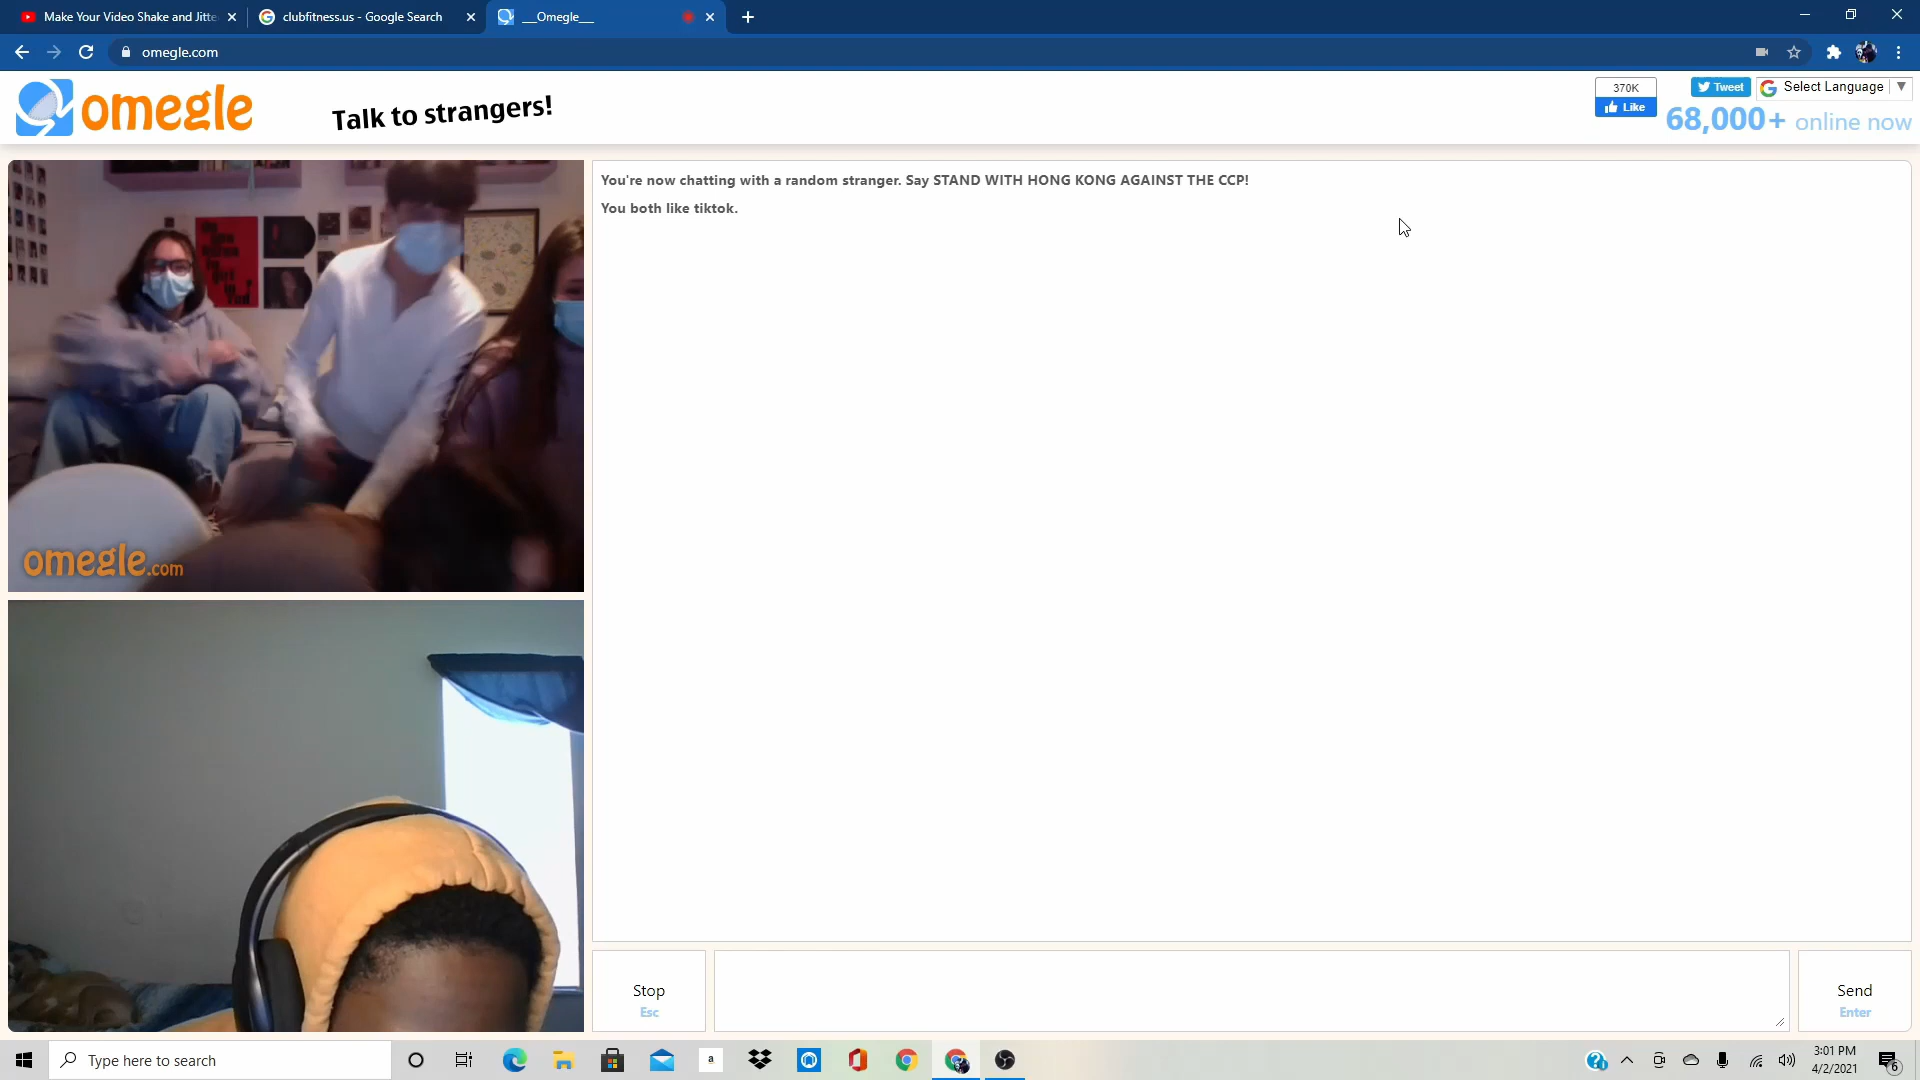 Make Your Video Shake and Jitte
clubfitness.us - Google Search
__Omegle__
omegle.com
omegle
Talk to strangers!
370K
Like
Tweet
Select Language
68,000+ online now
You're now chatting with a random stranger. Say STAND WITH HONG KONG AGAINST THE CCP!
You both like tiktok.
omegle.com
Stop
Esc
Send
Enter
Type here to search
a
3:01 PM
4/2/2021
6